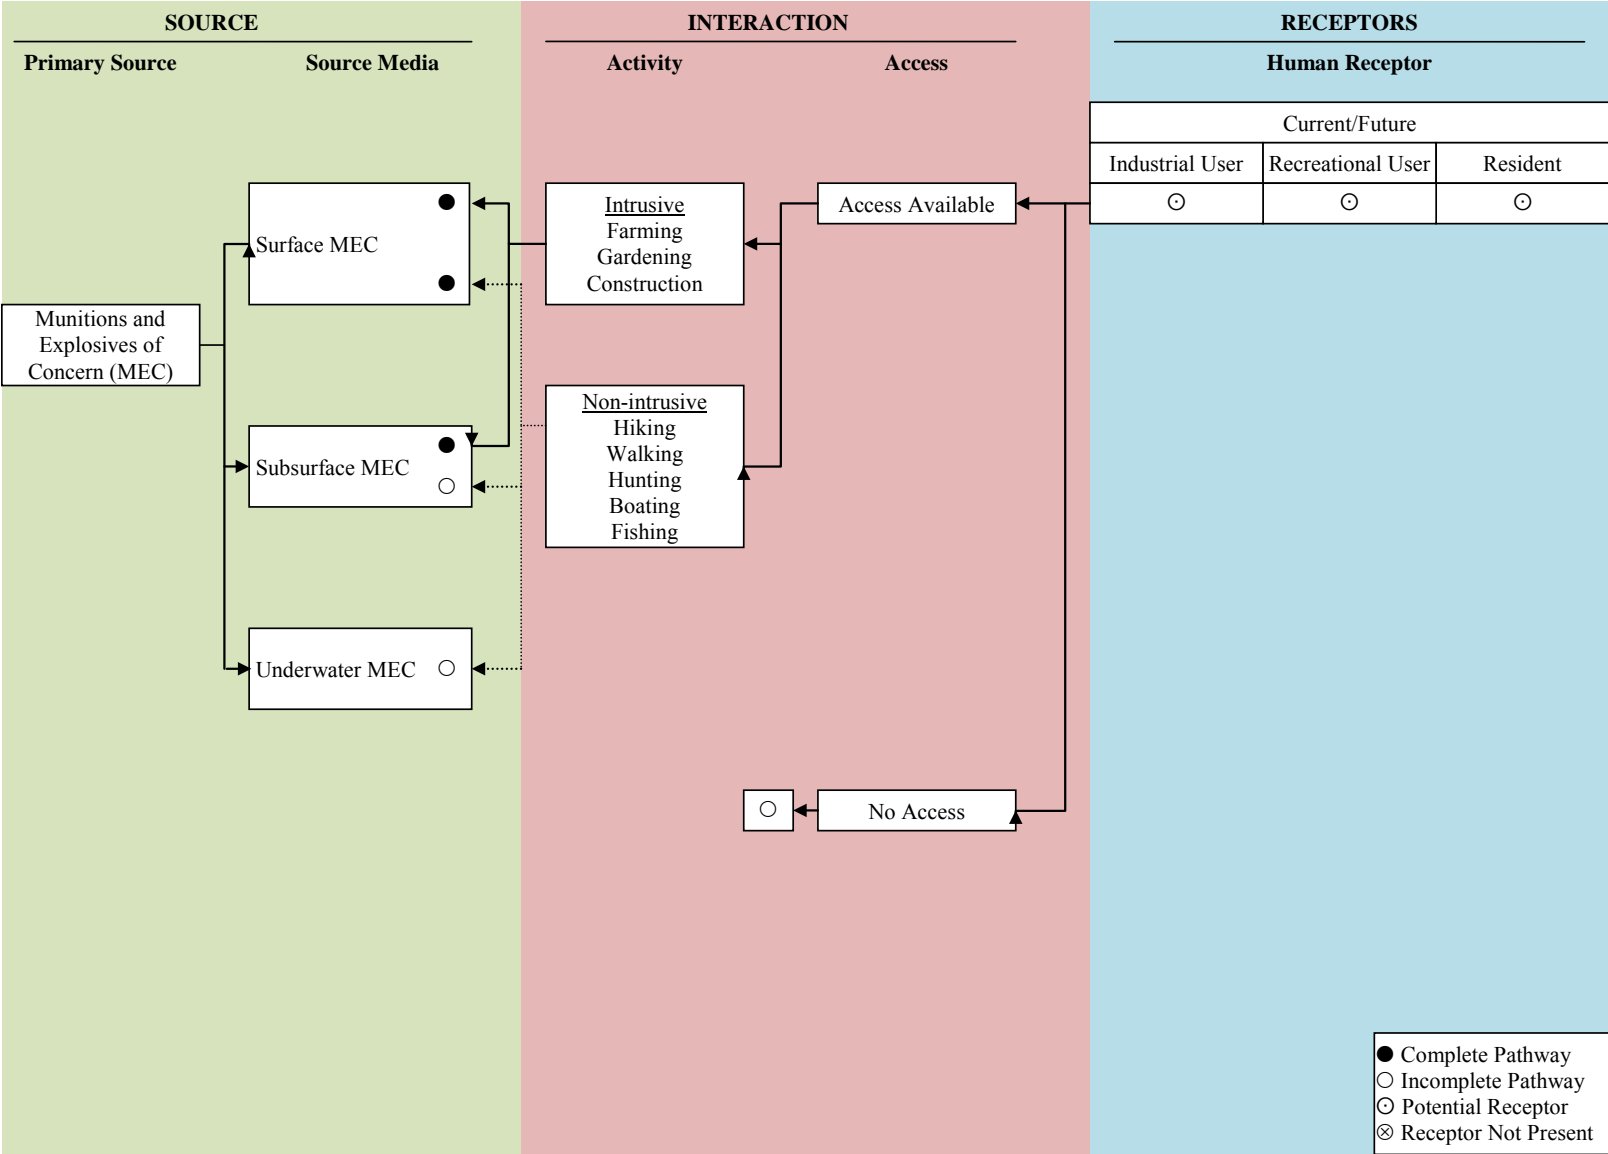 SOURCE
INTERACTION
RECEPTORS
Primary Source
Source Media
Activity
Access
Human Receptor
Current/Future
Industrial User
Recreational User
Resident
Surface MEC
Intrusive
Farming
Gardening
Construction
Access Available
Munitions and
Explosives of
Concern (MEC)
Non-intrusive
Hiking
Walking
Hunting
Boating
Fishing
Subsurface MEC
Underwater MEC
No Access
Complete Pathway
Incomplete Pathway
Potential Receptor
Receptor Not Present